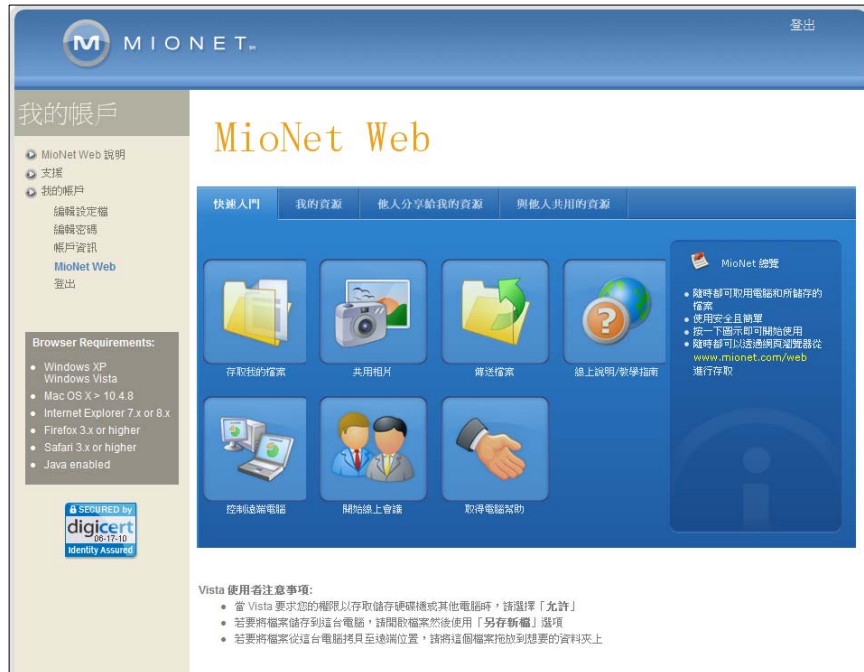 登出
M MIONET
我的帳戶
MioNet Web 說明
支援
我的帳戶
編輯設定檔
編輯密碼
帳戶資訊
MioNet Web
登出
Browser Requirements:
• Windows XP
Windows Vista
• Mac OS X > 10.4.8
• Internet Explorer 7.x or 8.x
• Firefox 3.x or higher
• Safari 3.x or higher
• Java enabled
SECURED by
digicert
06-17-10
Identity Assured
MioNet Web
快速入門 我的資源 他人分享給我的資源 與他人共用的資源
存取我的檔案
共用相片
傳送檔案
線上說明/教學指南
控制遠端電腦
開始線上會議
取得電腦幫助
MioNet 總覽
• 隨時都可取用電腦和所儲存的
檔案
• 使用安全且簡單
• 按一下圖示即可開始使用
• 隨時都可以透過網頁瀏覽器從
www.mionet.com/web
進行存取
Vista 使用者注意事項:
• 當 Vista 要求您的權限以存取儲存硬碟機或其他電腦時，請選擇「允許」
• 若要將檔案儲存到這台電腦，請開啟檔案然後使用「另存新檔」選項
• 若要將檔案從這台電腦拷貝至遠端位置，請將這個檔案拖放到想要的資料夾上